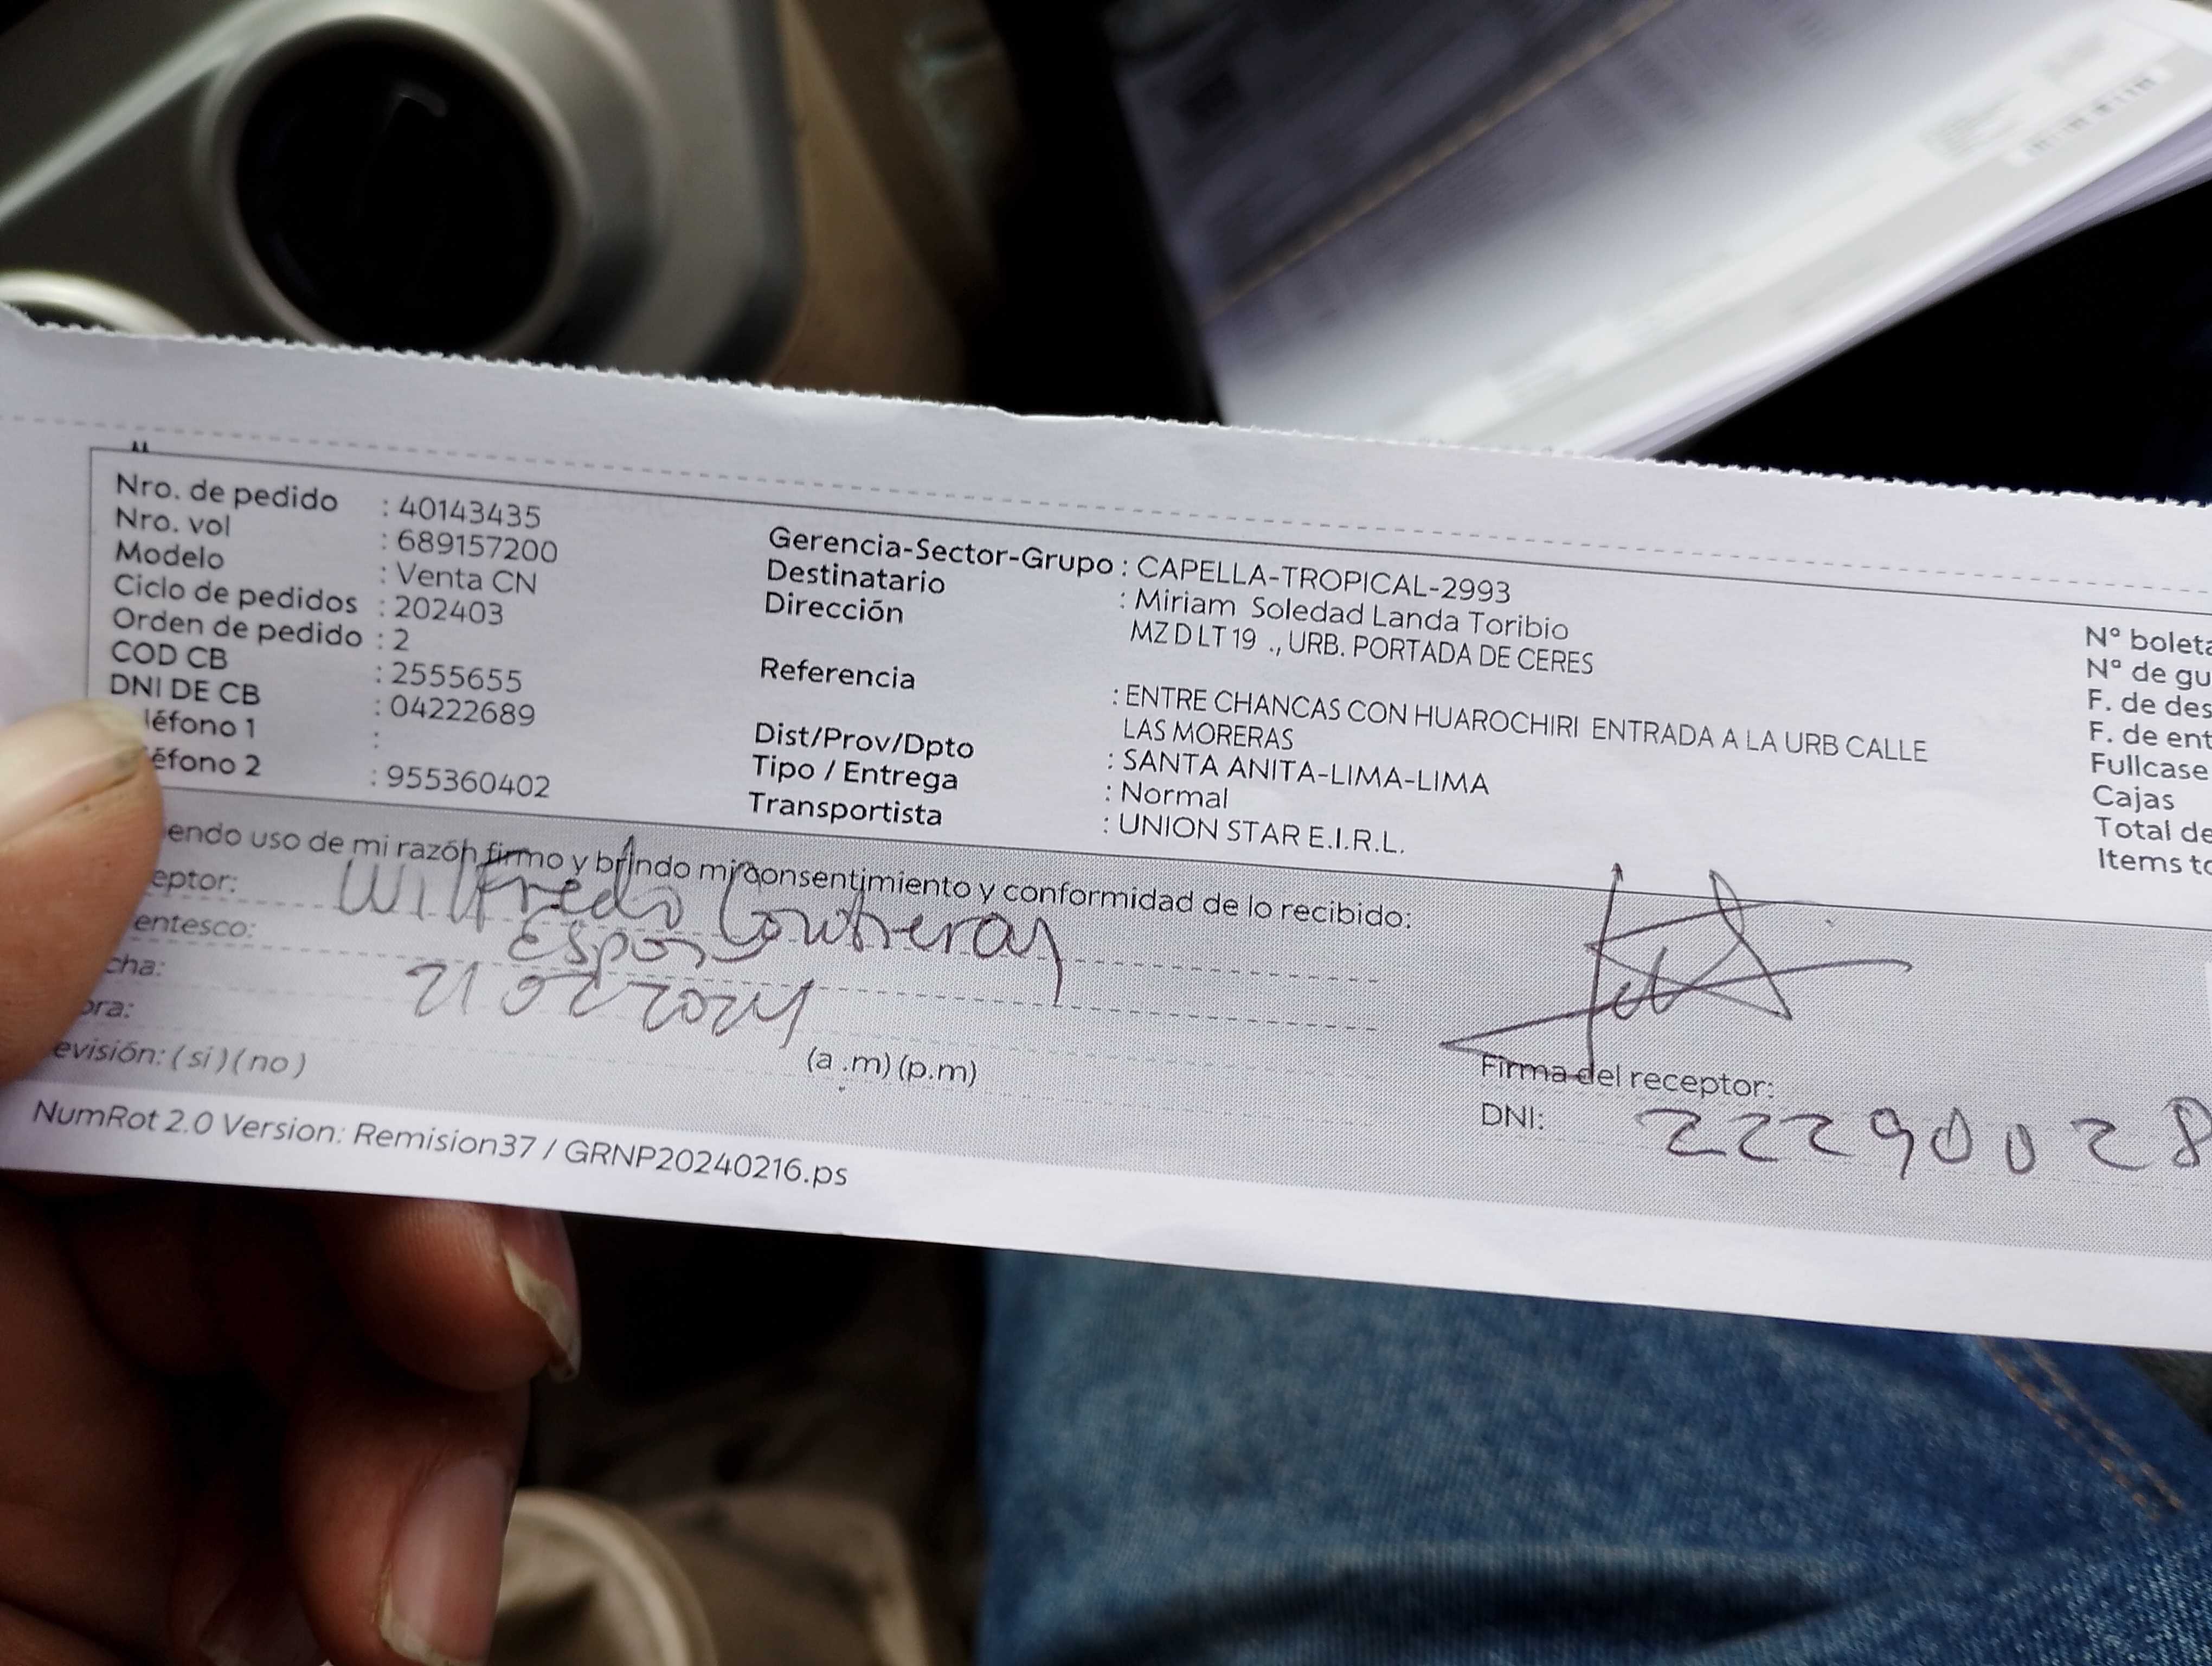 Nro. de pedido : 40143435
Nro. vol : 689157200
Modelo : Venta CN
Ciclo de pedidos : 202403
Orden de pedido : 2
COD CB : 2555655
DNI DE CB : 04222689
léfono 1 :
éfono 2 : 955360402
Gerencia-Sector-Grupo : CAPELLA-TROPICAL-2993
Destinatario : Miriam Soledad Landa Toribio
Dirección MZ D LT 19 ., URB. PORTADA DE CERES
Referencia : ENTRE CHANCAS CON HUAROCHIRI ENTRADA A LA URB CALLE
LAS MORERAS
Dist/Prov/Dpto : SANTA ANITA-LIMA-LIMA
Tipo / Entrega : Normal
Transportista : UNION STAR E.I.R.L.
N° boleta
N° de gu
F. de des
F. de ent
Fullcase
Cajas
Total de
Items to
endo uso de mi razón firmo y brindo mi consentimiento y conformidad de lo recibido:
eptor: Wilfredo Contreras
entesco: Esposo
cha: 21 02 2024
ora: (a .m) (p.m)
evisión: ( si ) ( no )
Firma del receptor:
DNI: 22290028
NumRot 2.0 Version: Remision37 / GRNP20240216.ps